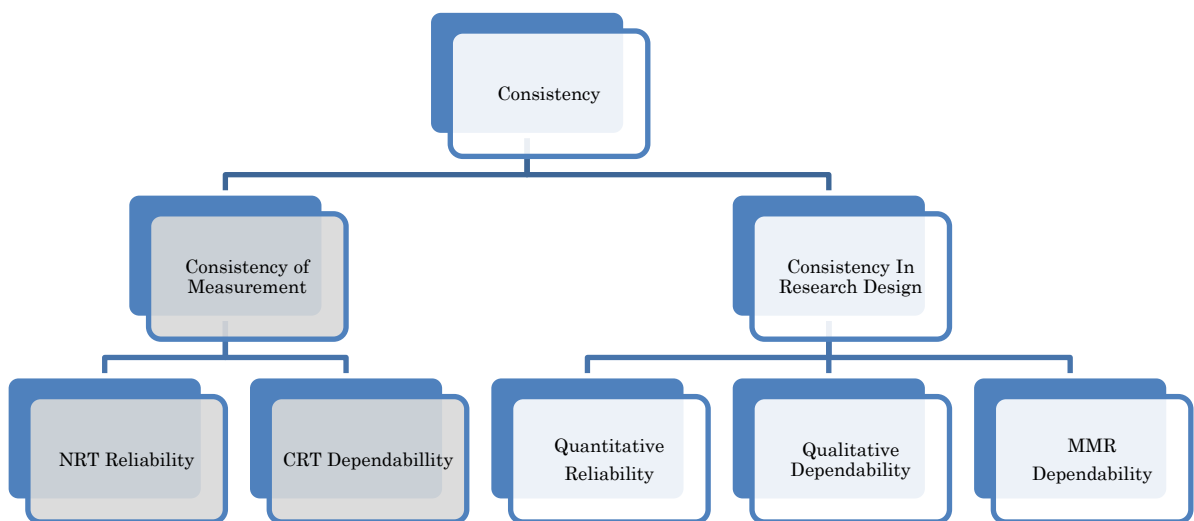 Consistency
Consistency of
Measurement
Consistency In
Research Design
NRT Reliability
CRT Dependabillity
Quantitative
Reliability
Qualitative
Dependability
MMR
Dependability